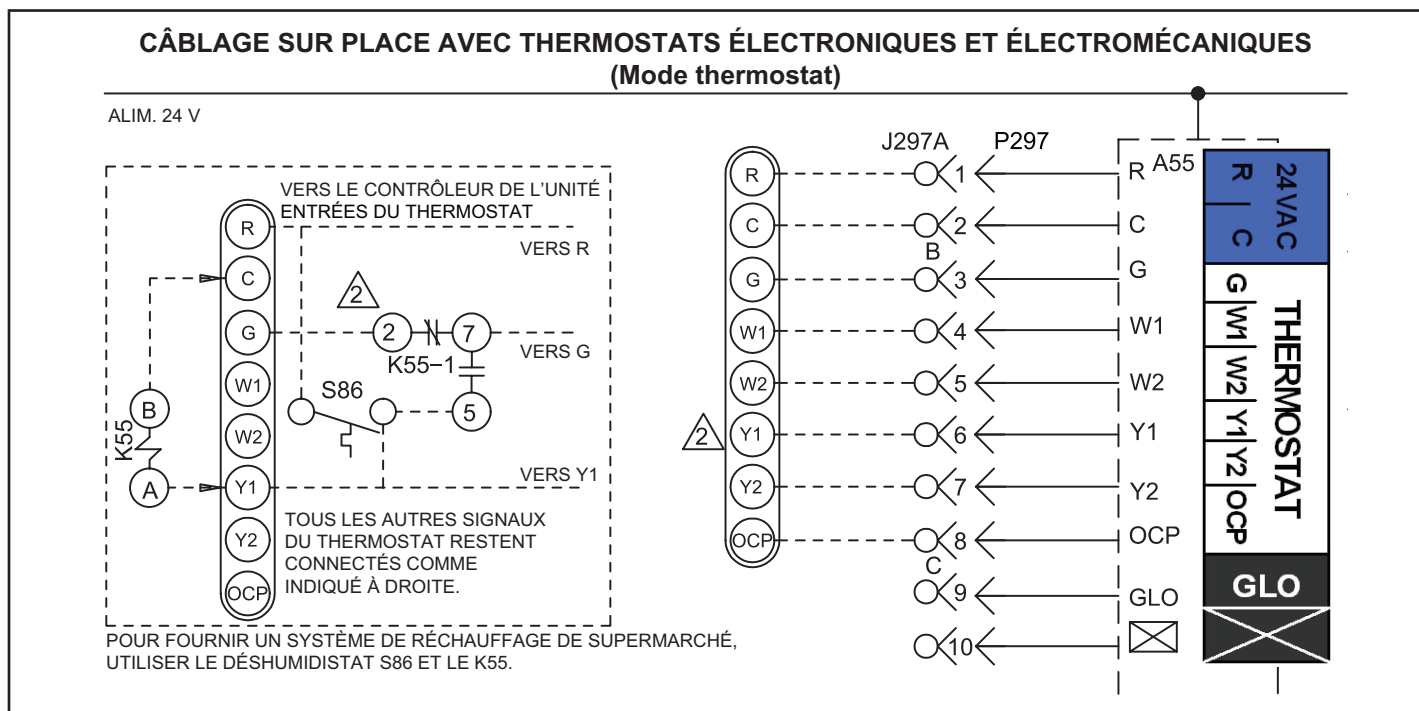 CÂBLAGE SUR PLACE AVEC THERMOSTATS ÉLECTRONIQUES ET ÉLECTROMÉCANIQUES
(Mode thermostat)
ALIM. 24 V
VERS LE CONTRÔLEUR DE L'UNITÉ
ENTRÉES DU THERMOSTAT
R
VERS R
C
2
G
2
7
VERS G
K55-1
W1
S86
B
5
K55
W2
A
Y1
VERS Y1
Y2
OCP
TOUS LES AUTRES SIGNAUX
DU THERMOSTAT RESTENT
CONNECTÉS COMME
INDIQUÉ À DROITE.
POUR FOURNIR UN SYSTÈME DE RÉCHAUFFAGE DE SUPERMARCHÉ,
UTILISER LE DÉSHUMIDISTAT S86 ET LE K55.
J297A P297
R 1 R A55
C 2 C
B
G 3 G
W1 4 W1
W2 5 W2
2 Y1 6 Y1
Y2 7 Y2
OCP 8 OCP
C
9 GLO
10
24VAC
R C
THERMOSTAT
G W1 W2 Y1 Y2 OCP
GLO